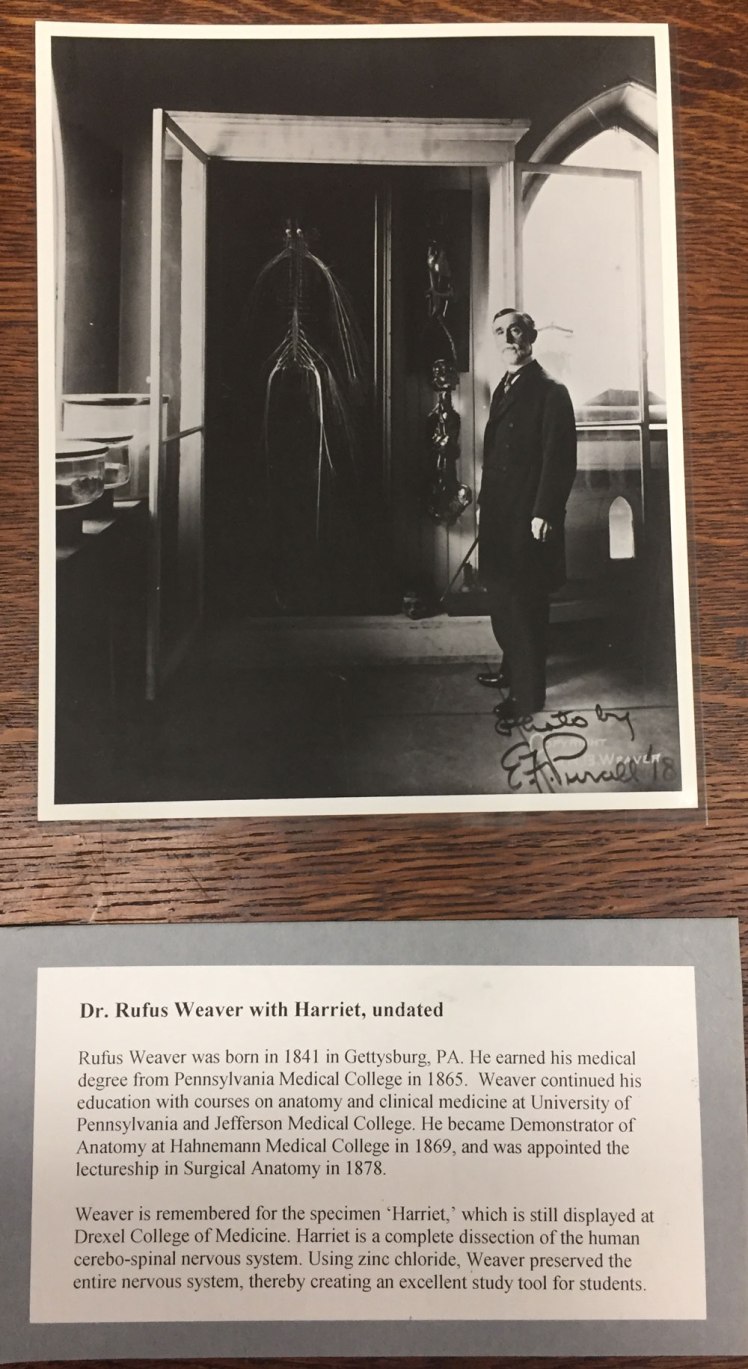 Photo by
COPYRIGHT
B. WEAVER
E.A. Pursell '18
Dr. Rufus Weaver with Harriet, undated
Rufus Weaver was born in 1841 in Gettysburg, PA. He earned his medical
degree from Pennsylvania Medical College in 1865.  Weaver continued his
education with courses on anatomy and clinical medicine at University of
Pennsylvania and Jefferson Medical College. He became Demonstrator of
Anatomy at Hahnemann Medical College in 1869, and was appointed the
lectureship in Surgical Anatomy in 1878.
Weaver is remembered for the specimen ‘Harriet,’ which is still displayed at
Drexel College of Medicine. Harriet is a complete dissection of the human
cerebo-spinal nervous system. Using zinc chloride, Weaver preserved the
entire nervous system, thereby creating an excellent study tool for students.